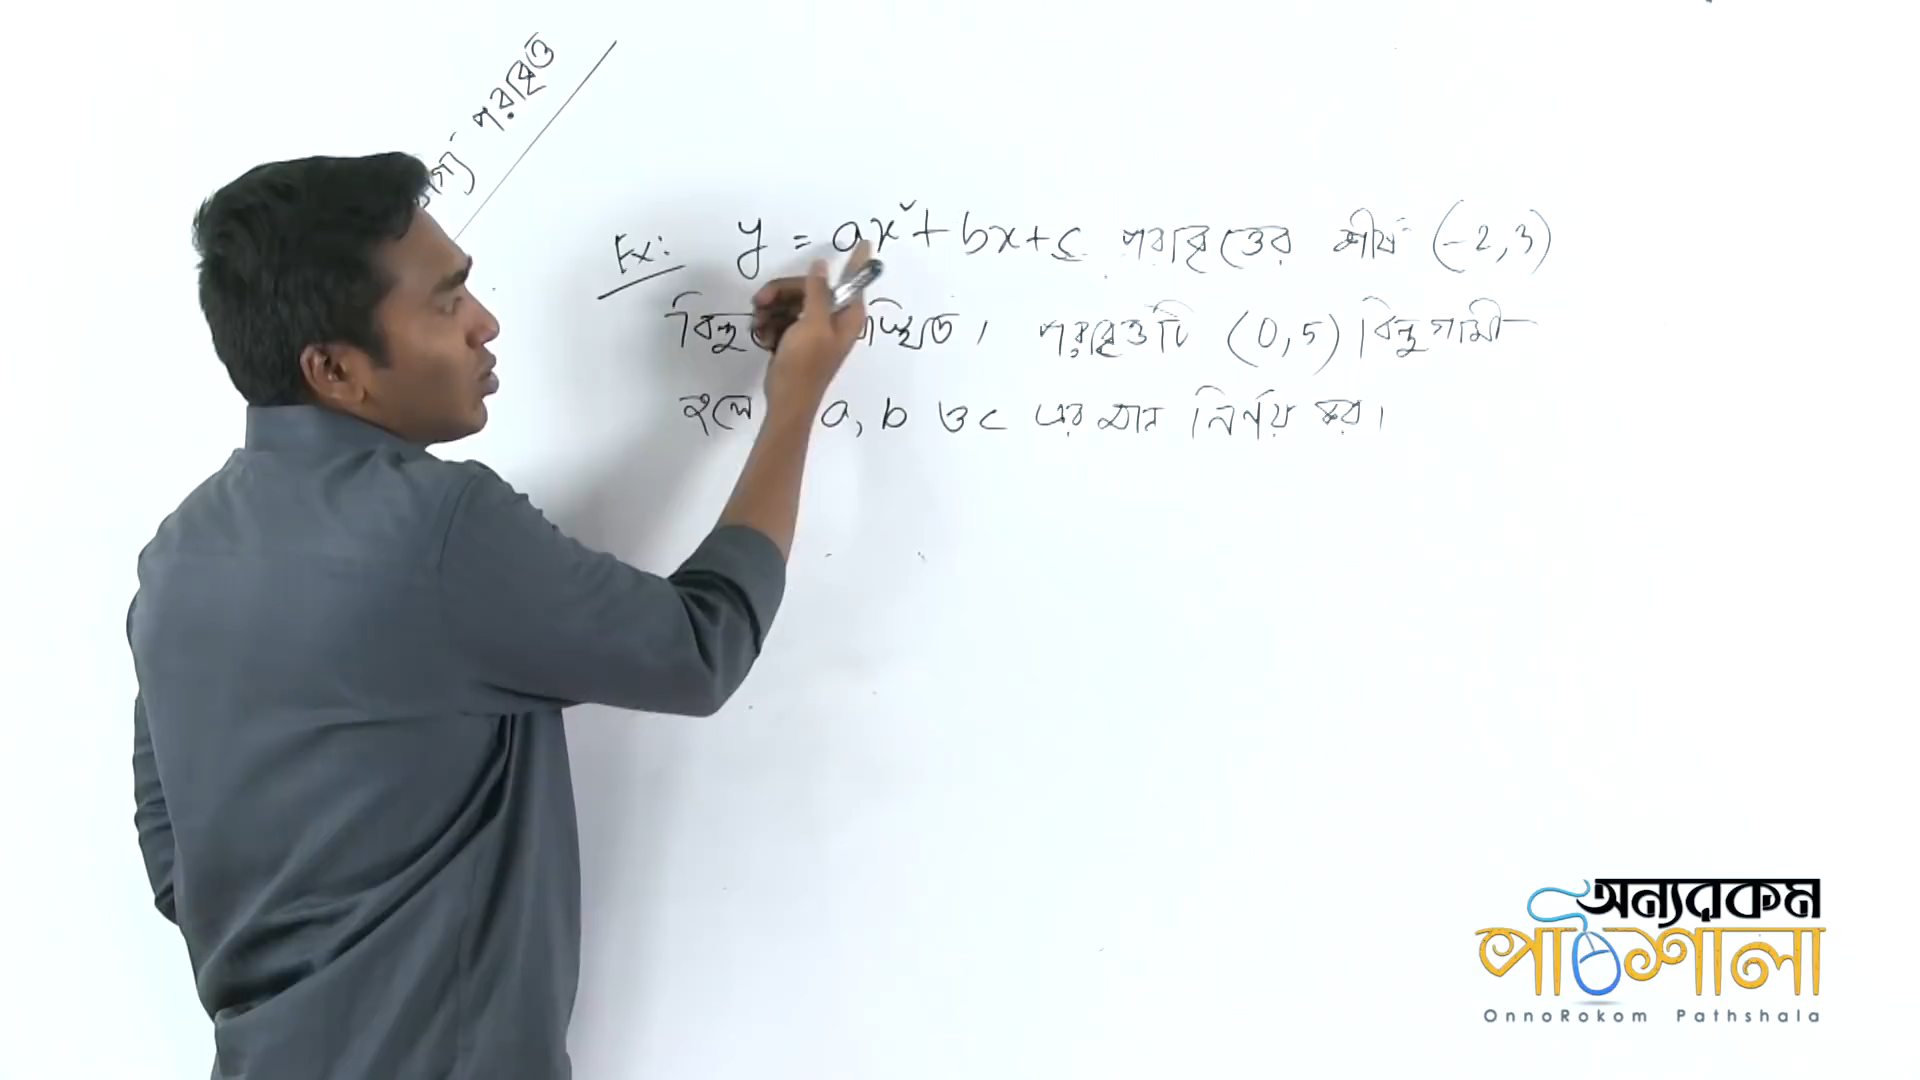 পরাবৃত্ত
Ex: y = ax² + bx + c পরাবৃত্তের শীর্ষ (-2, 3)
বিন্দুতে অবস্থিত। পরাবৃত্তটি (0, 5) বিন্দুগামী
হলে a, b ও c এর মান নির্ণয় কর।
অন্যরকম
পাঠশালা
OnnoRokom Pathshala